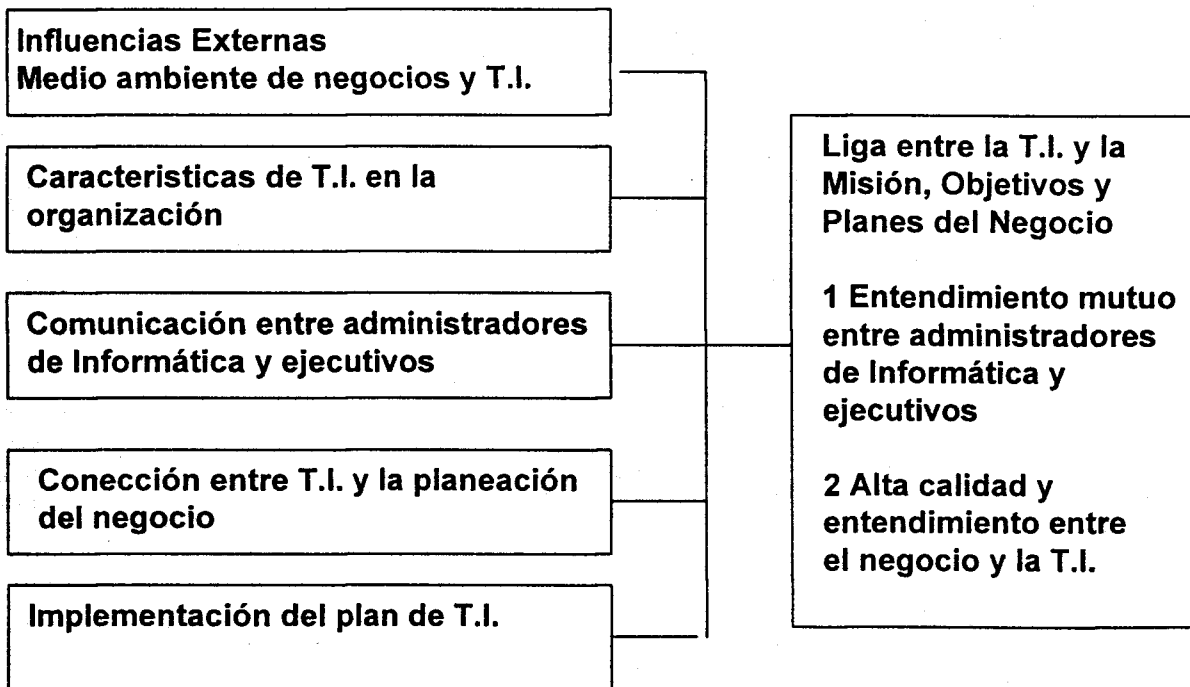 Influencias Externas
Medio ambiente de negocios y T.I.
Caracteristicas de T.I. en la
organización
Comunicación entre administradores
de Informática y ejecutivos
Conección entre T.I. y la planeación
del negocio
Implementación del plan de T.I.
Liga entre la T.I. y la
Misión, Objetivos y
Planes del Negocio
1 Entendimiento mutuo
entre administradores
de Informática y
ejecutivos
2 Alta calidad y
entendimiento entre
el negocio y la T.I.